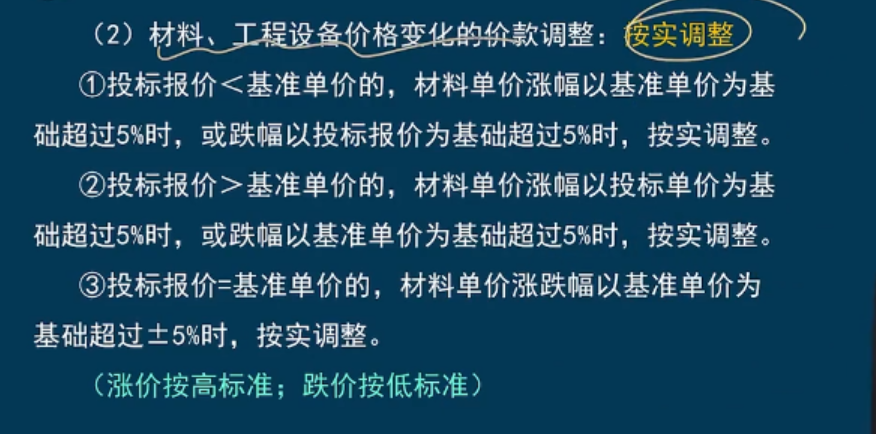 （2）材料、工程设备价格变化的价款调整：按实调整
①投标报价＜基准单价的，材料单价涨幅以基准单价为基
础超过5%时，或跌幅以投标报价为基础超过5%时，按实调整。
②投标报价＞基准单价的，材料单价涨幅以投标单价为基
础超过5%时，或跌幅以基准单价为基础超过5%时，按实调整。
③投标报价=基准单价的，材料单价涨跌幅以基准单价为
基础超过±5%时，按实调整。
（涨价按高标准；跌价按低标准）